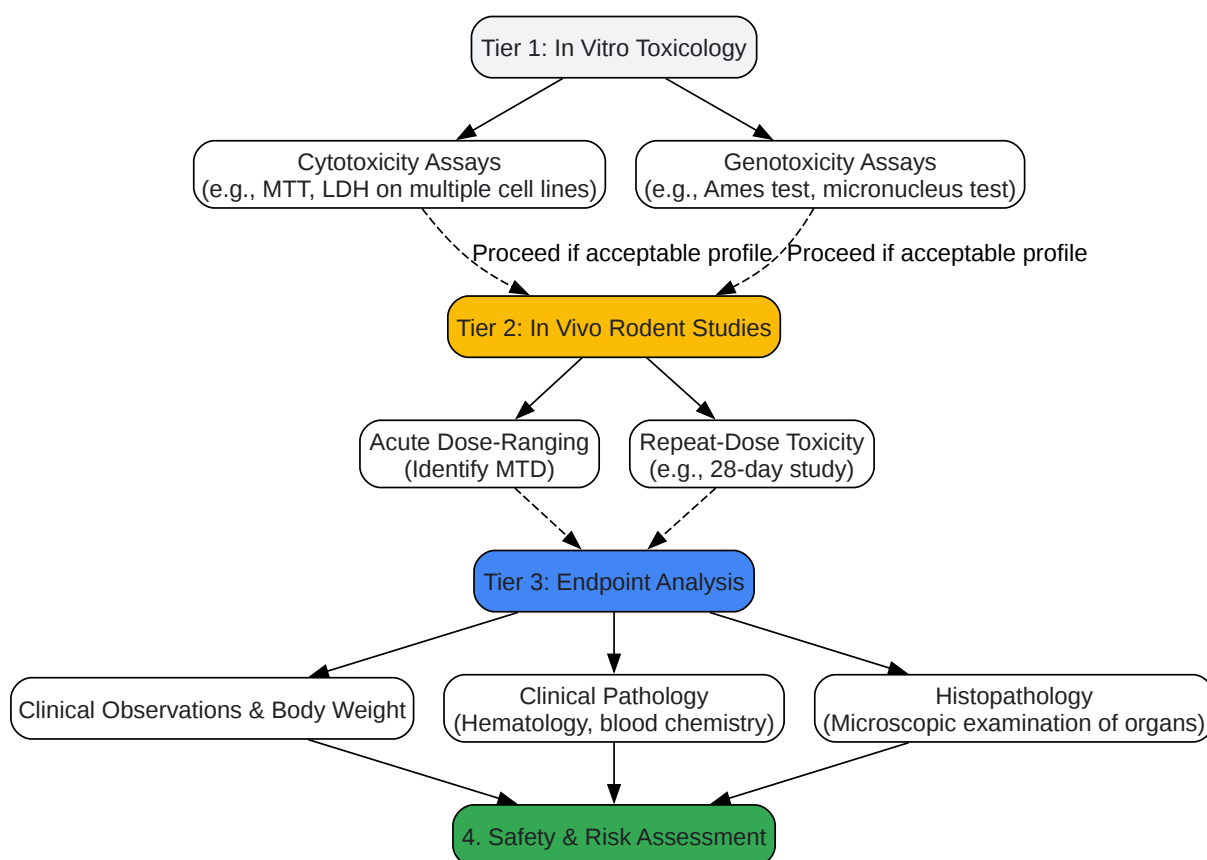 Tier 1: In Vitro Toxicology
Cytotoxicity Assays
(e.g., MTT, LDH on multiple cell lines)
Genotoxicity Assays
(e.g., Ames test, micronucleus test)
Proceed if acceptable profile
Proceed if acceptable profile
Tier 2: In Vivo Rodent Studies
Acute Dose-Ranging
(Identify MTD)
Repeat-Dose Toxicity
(e.g., 28-day study)
Tier 3: Endpoint Analysis
Clinical Observations & Body Weight
Clinical Pathology
(Hematology, blood chemistry)
Histopathology
(Microscopic examination of organs)
4. Safety & Risk Assessment